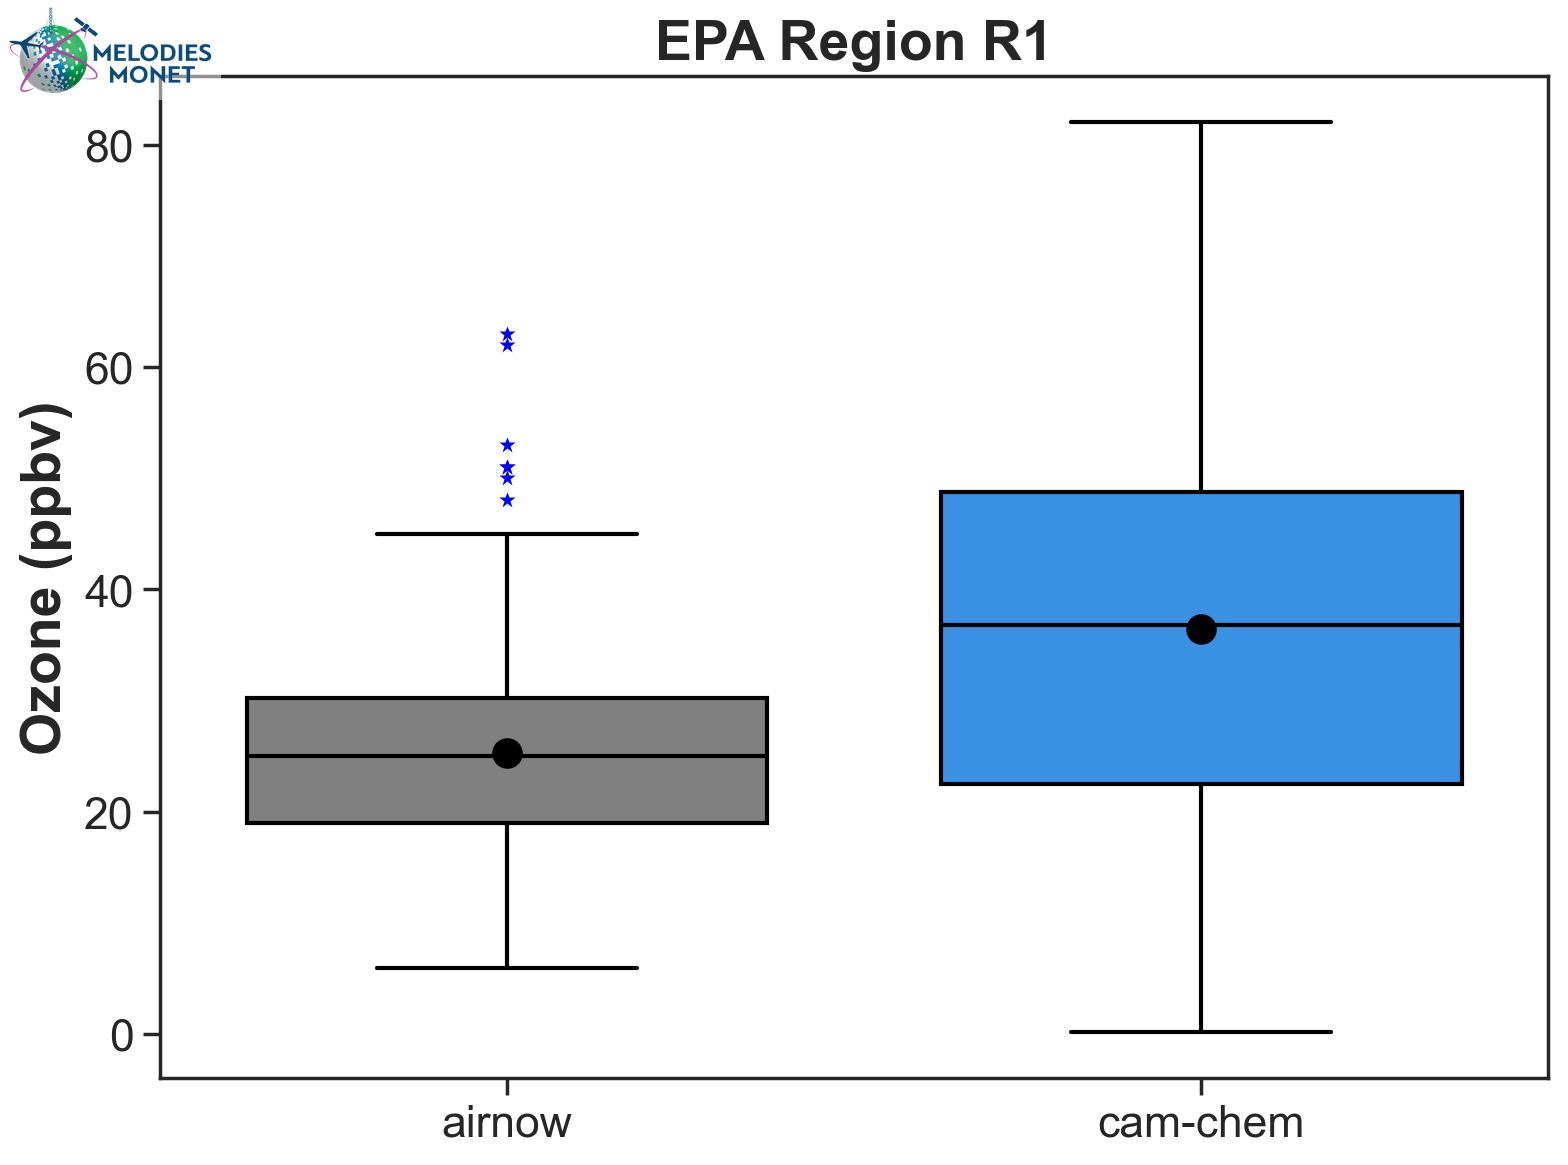 MELODIES
MONET
EPA Region R1
Ozone (ppbv)
80
60
40
20
0
airnow
cam-chem